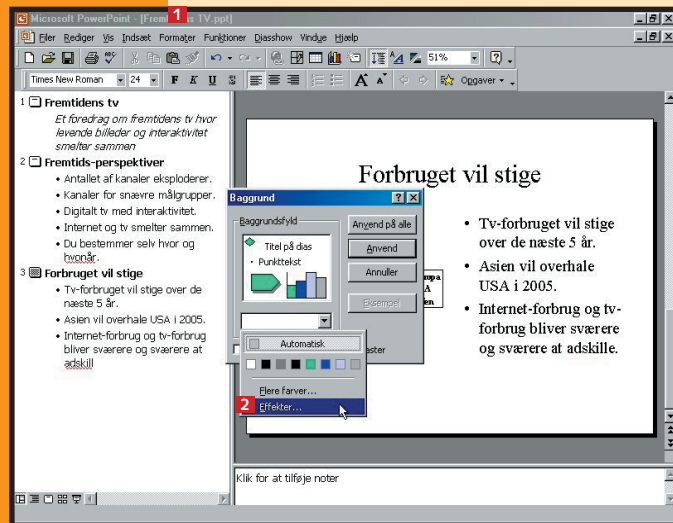 Microsoft PowerPoint - [Fremtidens TV.ppt]
1
Filer Rediger Vis Indsæt Formater Funktioner Diasshow Vindue Hjælp
51%
Times New Roman 24 F K U S Opgaver
1 Fremtidens tv
Et foredrag om fremtidens tv hvor
levende billeder og interaktivitet
smelter sammen
2 Fremtids-perspektiver
• Antallet af kanaler eksploderer.
• Kanaler for snævre målgrupper.
• Digitalt tv med interaktivitet.
• Internet og tv smelter sammen.
• Du bestemmer selv hvor og
hvonår.
3 Forbruget vil stige
• Tv-forbruget vil stige over de
næste 5 år.
• Asien vil overhale USA i 2005.
• Internet-forbrug og tv-forbrug
bliver sværere og sværere at
adskill
Forbruget vil stige
• Tv-forbruget vil stige
over de næste 5 år.
• Asien vil overhale
USA i 2005.
• Internet-forbrug og tv-
forbrug bliver sværere
og sværere at adskille.
Baggrund
Baggrundsfyld
Titel på dias
• Punkttekst
Anvend på alle
Anvend
Annuller
Eksempel
Automatisk
Flere farver...
2
Effekter...
Klik for at tilføje noter